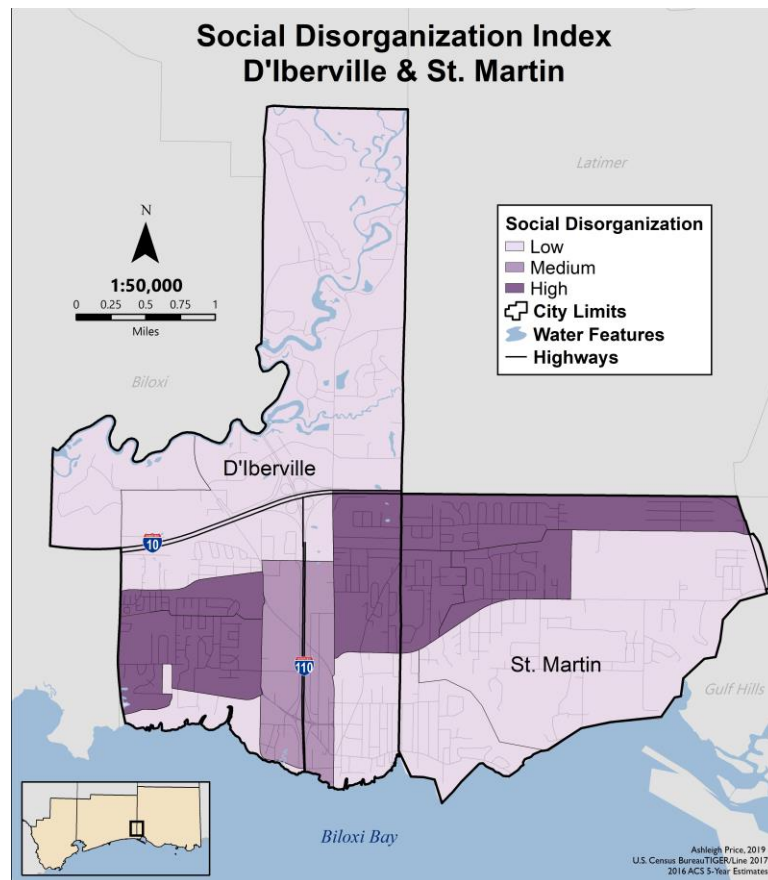 Social Disorganization Index
D'Iberville & St. Martin
Latimer
N
1:50,000
0 0.25 0.5 0.75 1
Miles
Social Disorganization
Low
Medium
High
City Limits
Water Features
Highways
Biloxi
D'Iberville
10
110
St. Martin
Gulf Hills
Biloxi Bay
Ashleigh Price, 2019
U.S. Census BureauTIGER/Line 2017
2016 ACS 5-Year Estimates